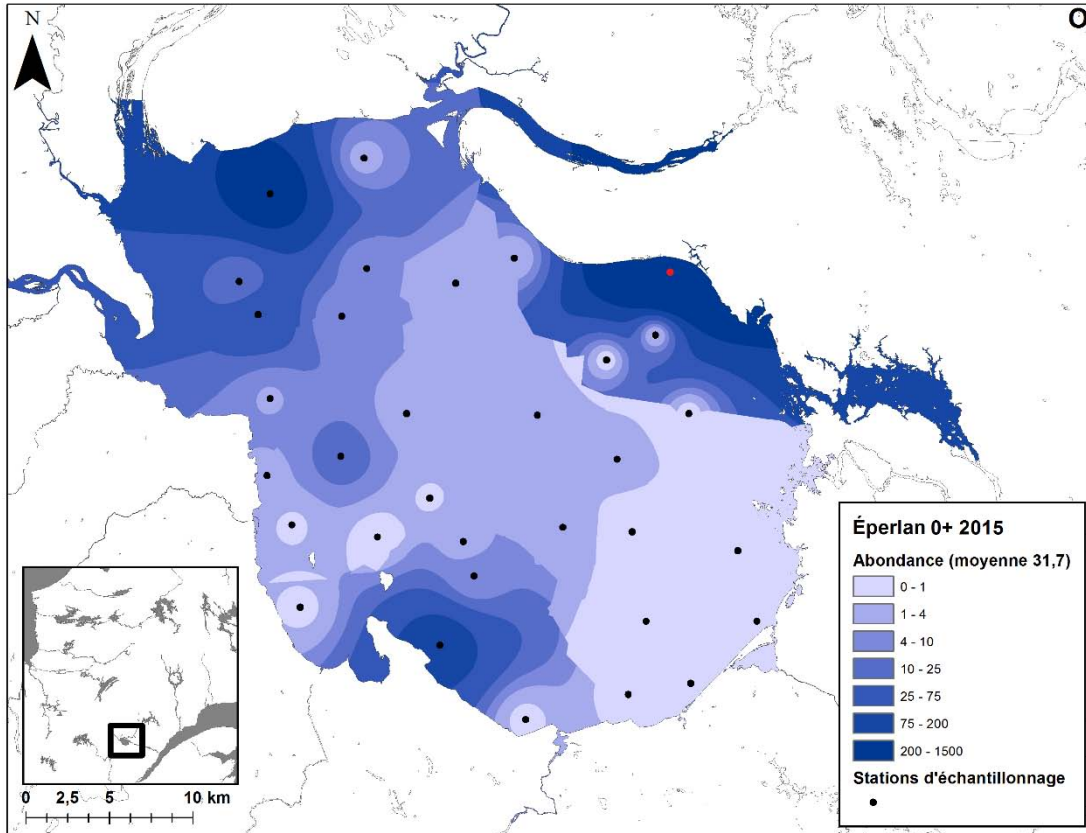 N
O
Éperlan 0+ 2015
Abondance (moyenne 31,7)
0 - 1
1 - 4
4 - 10
10 - 25
25 - 75
75 - 200
200 - 1500
Stations d'échantillonnage
0 2,5 5 10 km